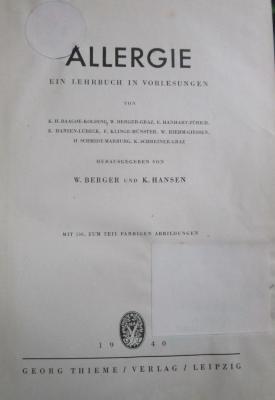 ALLERGIE
EIN LEHRBUCH IN VORLESUNGEN
VON
K. H. BAAGOE-KOLDING, W. BERGER-GRAZ, E. HANHART-ZÜRICH,
K. HANSEN-LÜBECK, F. KLINGE-MÜNSTER, W. RIEHM-GIESSEN,
H. SCHMIDT-MARBURG, K. SCHREINER-GRAZ
HERAUSGEGEBEN VON
W. BERGER UND K. HANSEN
MIT ZUM TEIL FARBIGEN ABBILDUNGEN
1940
GEORG THIEME / VERLAG / LEIPZIG